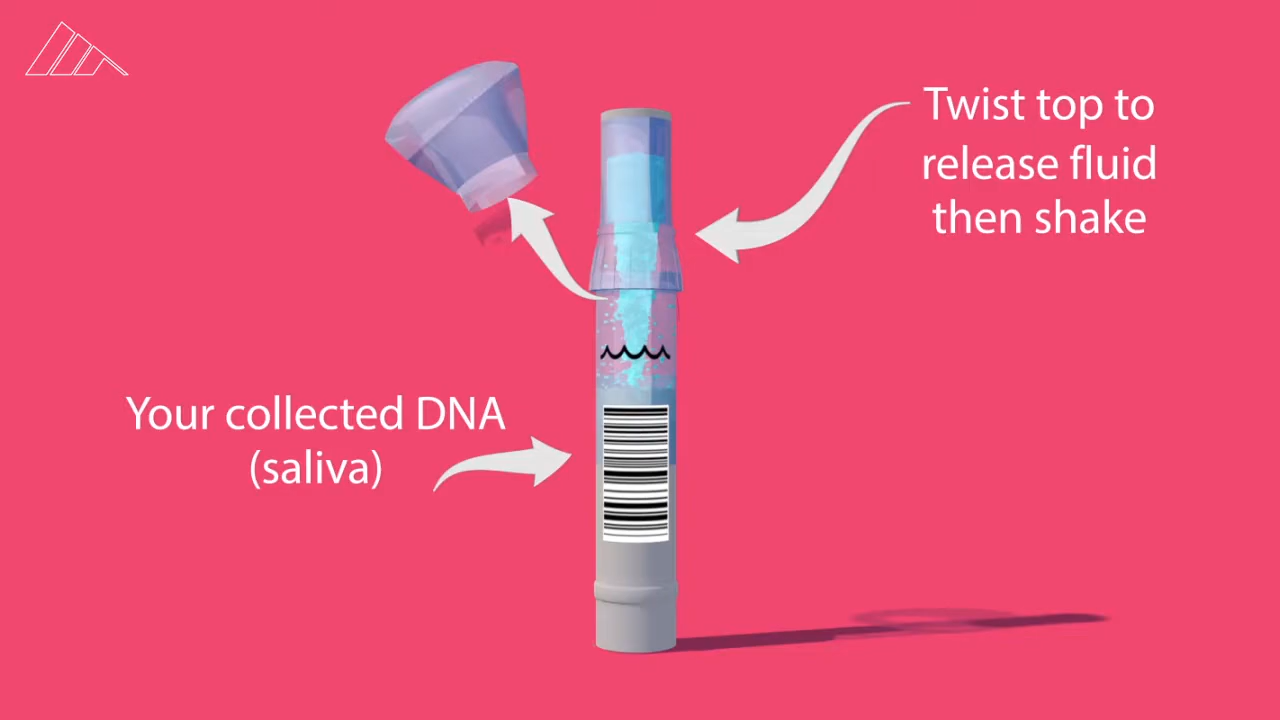 Twist top to
release fluid
then shake
Your collected DNA
(saliva)